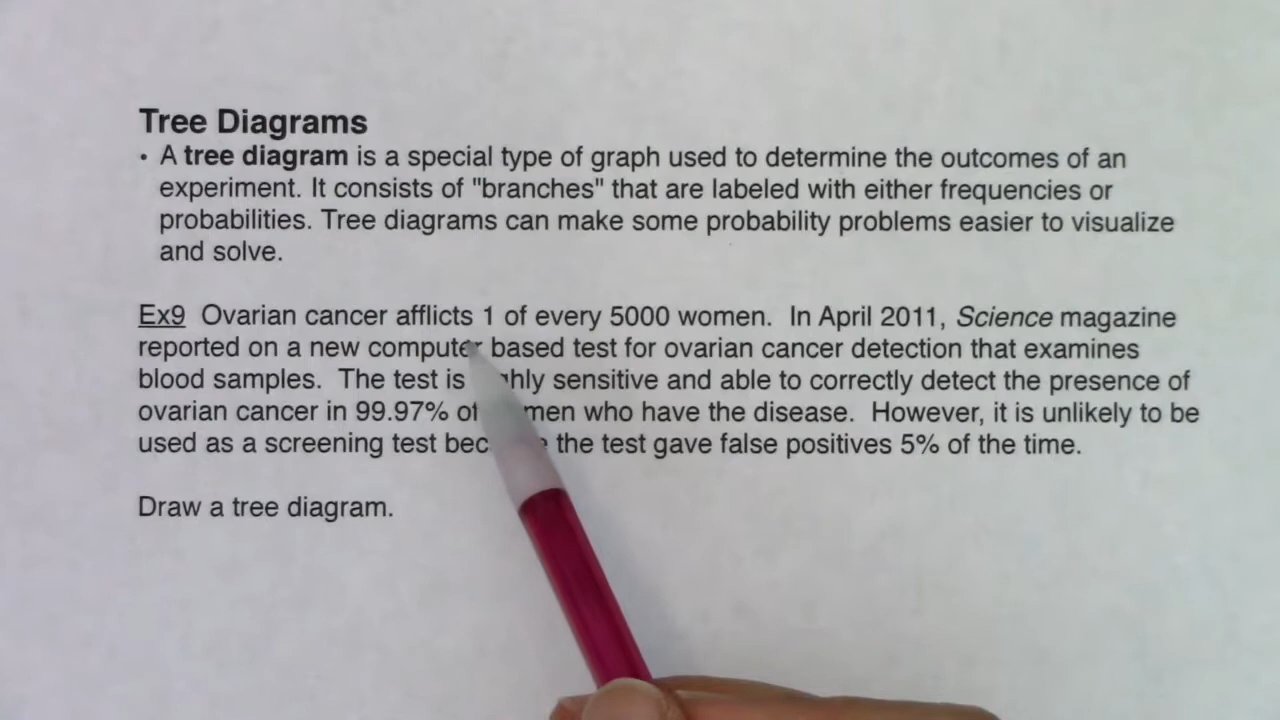 Tree Diagrams
• A tree diagram is a special type of graph used to determine the outcomes of an
experiment. It consists of "branches" that are labeled with either frequencies or
probabilities. Tree diagrams can make some probability problems easier to visualize
and solve.
Ex9 Ovarian cancer afflicts 1 of every 5000 women. In April 2011, Science magazine
reported on a new computer based test for ovarian cancer detection that examines
blood samples. The test is sensitive and able to correctly detect the presence of
ovarian cancer in 99.97% who have the disease. However, it is unlikely to be
used as a screening test the test gave false positives 5% of the time.
Draw a tree diagram.